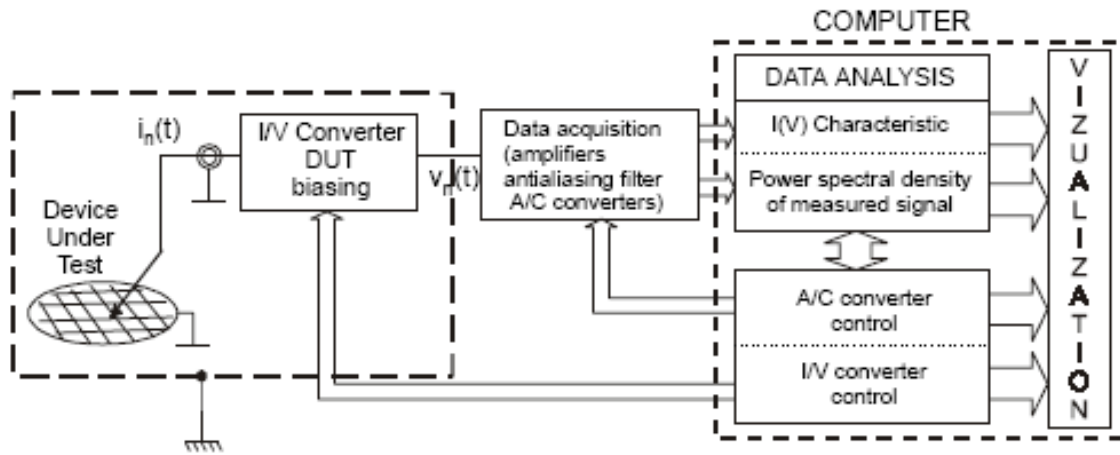 COMPUTER
i_n(t)
I/V Converter
DUT
biasing
v_n(t)
Device
Under
Test
Data acquisition
(amplifiers
antialiasing filter
A/C converters)
DATA ANALYSIS
I(V) Characteristic
Power spectral density
of measured signal
A/C converter
control
I/V converter
control
VIZUALIZATION